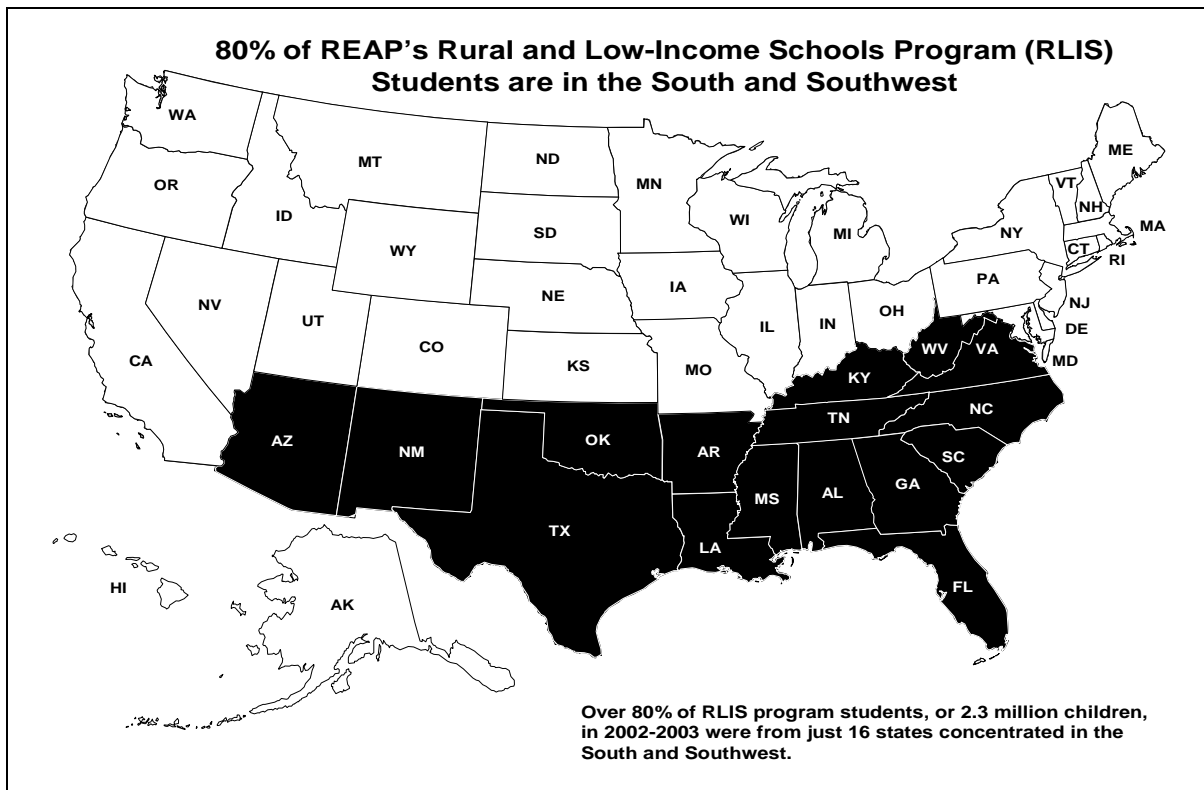 80% of REAP’s Rural and Low-Income Schools Program (RLIS)
Students are in the South and Southwest
WA
MT
ND
MN
ME
OR
ID
WY
SD
WI
MI
NY
VT
NH
MA
CT
RI
NV
UT
NE
IA
PA
NJ
CA
CO
KS
MO
IL
IN
OH
DE
MD
WV
VA
KY
AZ
NM
OK
AR
TN
NC
SC
TX
LA
MS
AL
GA
FL
HI
AK
Over 80% of RLIS program students, or 2.3 million children,
in 2002-2003 were from just 16 states concentrated in the
South and Southwest.